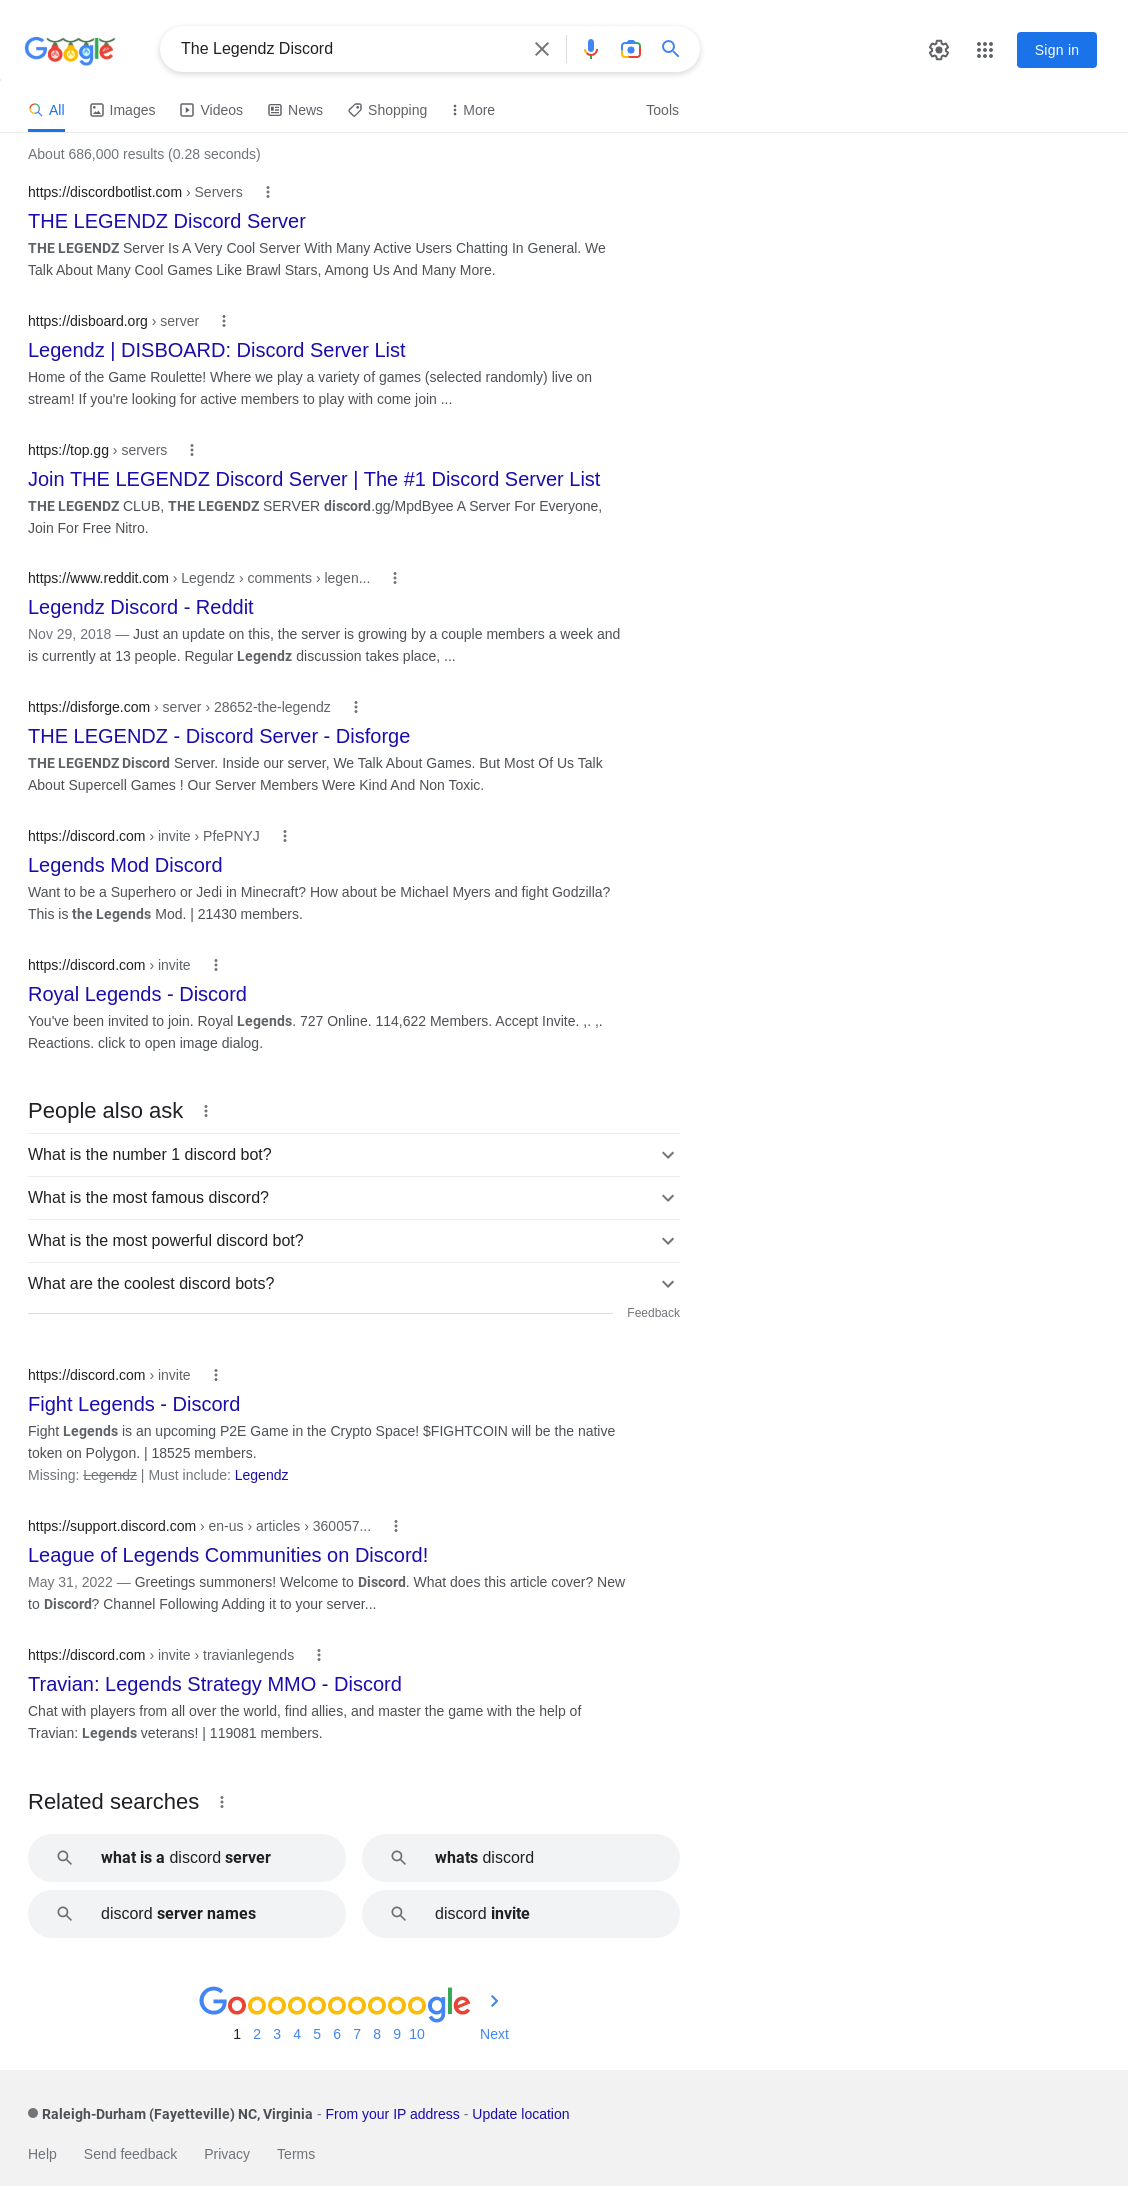 Google
The Legendz Discord
Sign in
All
Images
Videos
News
Shopping
More
Tools
About 686,000 results (0.28 seconds)
https://discordbotlist.com › Servers
THE LEGENDZ Discord Server
THE LEGENDZ Server Is A Very Cool Server With Many Active Users Chatting In General. We
Talk About Many Cool Games Like Brawl Stars, Among Us And Many More.
https://disboard.org › server
Legendz | DISBOARD: Discord Server List
Home of the Game Roulette! Where we play a variety of games (selected randomly) live on
stream! If you're looking for active members to play with come join ...
https://top.gg › servers
Join THE LEGENDZ Discord Server | The #1 Discord Server List
THE LEGENDZ CLUB, THE LEGENDZ SERVER discord.gg/MpdByee A Server For Everyone,
Join For Free Nitro.
https://www.reddit.com › Legendz › comments › legen...
Legendz Discord - Reddit
Nov 29, 2018 — Just an update on this, the server is growing by a couple members a week and
is currently at 13 people. Regular Legendz discussion takes place, ...
https://disforge.com › server › 28652-the-legendz
THE LEGENDZ - Discord Server - Disforge
THE LEGENDZ Discord Server. Inside our server, We Talk About Games. But Most Of Us Talk
About Supercell Games ! Our Server Members Were Kind And Non Toxic.
https://discord.com › invite › PfePNYJ
Legends Mod Discord
Want to be a Superhero or Jedi in Minecraft? How about be Michael Myers and fight Godzilla?
This is the Legends Mod. | 21430 members.
https://discord.com › invite
Royal Legends - Discord
You've been invited to join. Royal Legends. 727 Online. 114,622 Members. Accept Invite. ,. ,.
Reactions. click to open image dialog.
People also ask
What is the number 1 discord bot?
What is the most famous discord?
What is the most powerful discord bot?
What are the coolest discord bots?
Feedback
https://discord.com › invite
Fight Legends - Discord
Fight Legends is an upcoming P2E Game in the Crypto Space! $FIGHTCOIN will be the native
token on Polygon. | 18525 members.
Missing: Legendz | Must include: Legendz
https://support.discord.com › en-us › articles › 360057...
League of Legends Communities on Discord!
May 31, 2022 — Greetings summoners! Welcome to Discord. What does this article cover? New
to Discord? Channel Following Adding it to your server...
https://discord.com › invite › travianlegends
Travian: Legends Strategy MMO - Discord
Chat with players from all over the world, find allies, and master the game with the help of
Travian: Legends veterans! | 119081 members.
Related searches
what is a discord server
whats discord
discord server names
discord invite
Goooooooooogle
1 2 3 4 5 6 7 8 9 10 Next
Raleigh-Durham (Fayetteville) NC, Virginia - From your IP address - Update location
Help Send feedback Privacy Terms